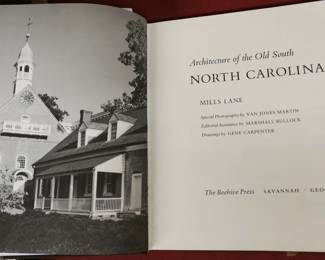 Architecture of the Old South
NORTH CAROLINA
MILLS LANE
Special Photography by VAN JONES MARTIN
Editorial Assistance by MARSHALL BULLOCK
Drawings by GENE CARPENTER
The Beehive Press SAVANNAH · GEO